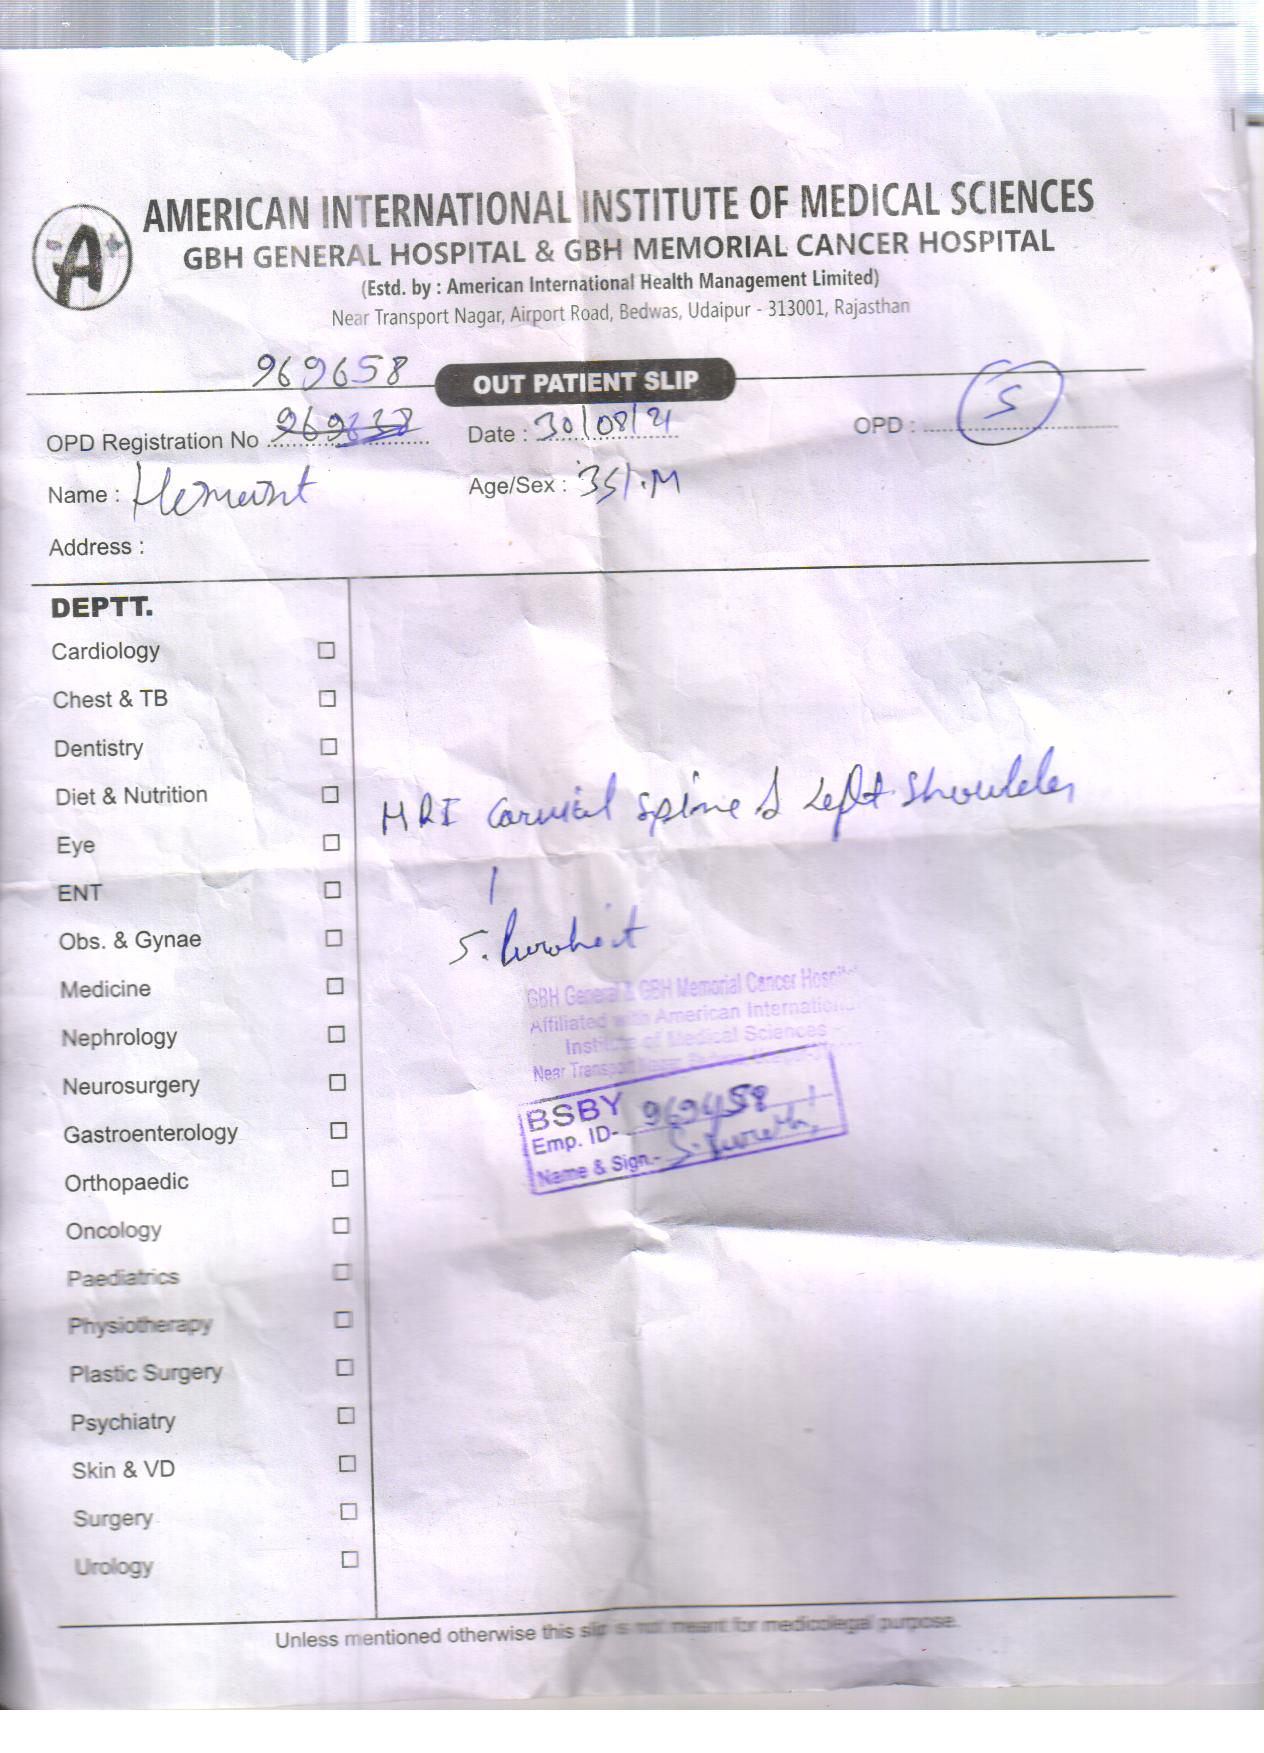 AMERICAN INTERNATIONAL INSTITUTE OF MEDICAL SCIENCES
GBH GENERAL HOSPITAL & GBH MEMORIAL CANCER HOSPITAL
(Estd. by : American International Health Management Limited)
Near Transport Nagar, Airport Road, Bedwas, Udaipur - 313001, Rajasthan
969658
OUT PATIENT SLIP
OPD Registration No Date : 30/08/21 OPD : 5
Name : Hemant Age/Sex : 35/.M
Address :
DEPTT.
Cardiology
Chest & TB
Dentistry
Diet & Nutrition
MRI Cervical Spine & Left Shoulder
Eye
ENT
Obs. & Gynae
S. Purohit
Medicine
GBH General & GBH Memorial Cancer
Affiliated with American
Institute of Medical Sciences
Nephrology
Near
Neurosurgery
BSBY 969458
Emp. ID-
Gastroenterology
Name & Sign.-
Orthopaedic
Oncology
Paediatrics
Physiotherapy
Plastic Surgery
Psychiatry
Skin & VD
Surgery
Urology
Unless mentioned otherwise this slip is not meant for medicolegal purpose.